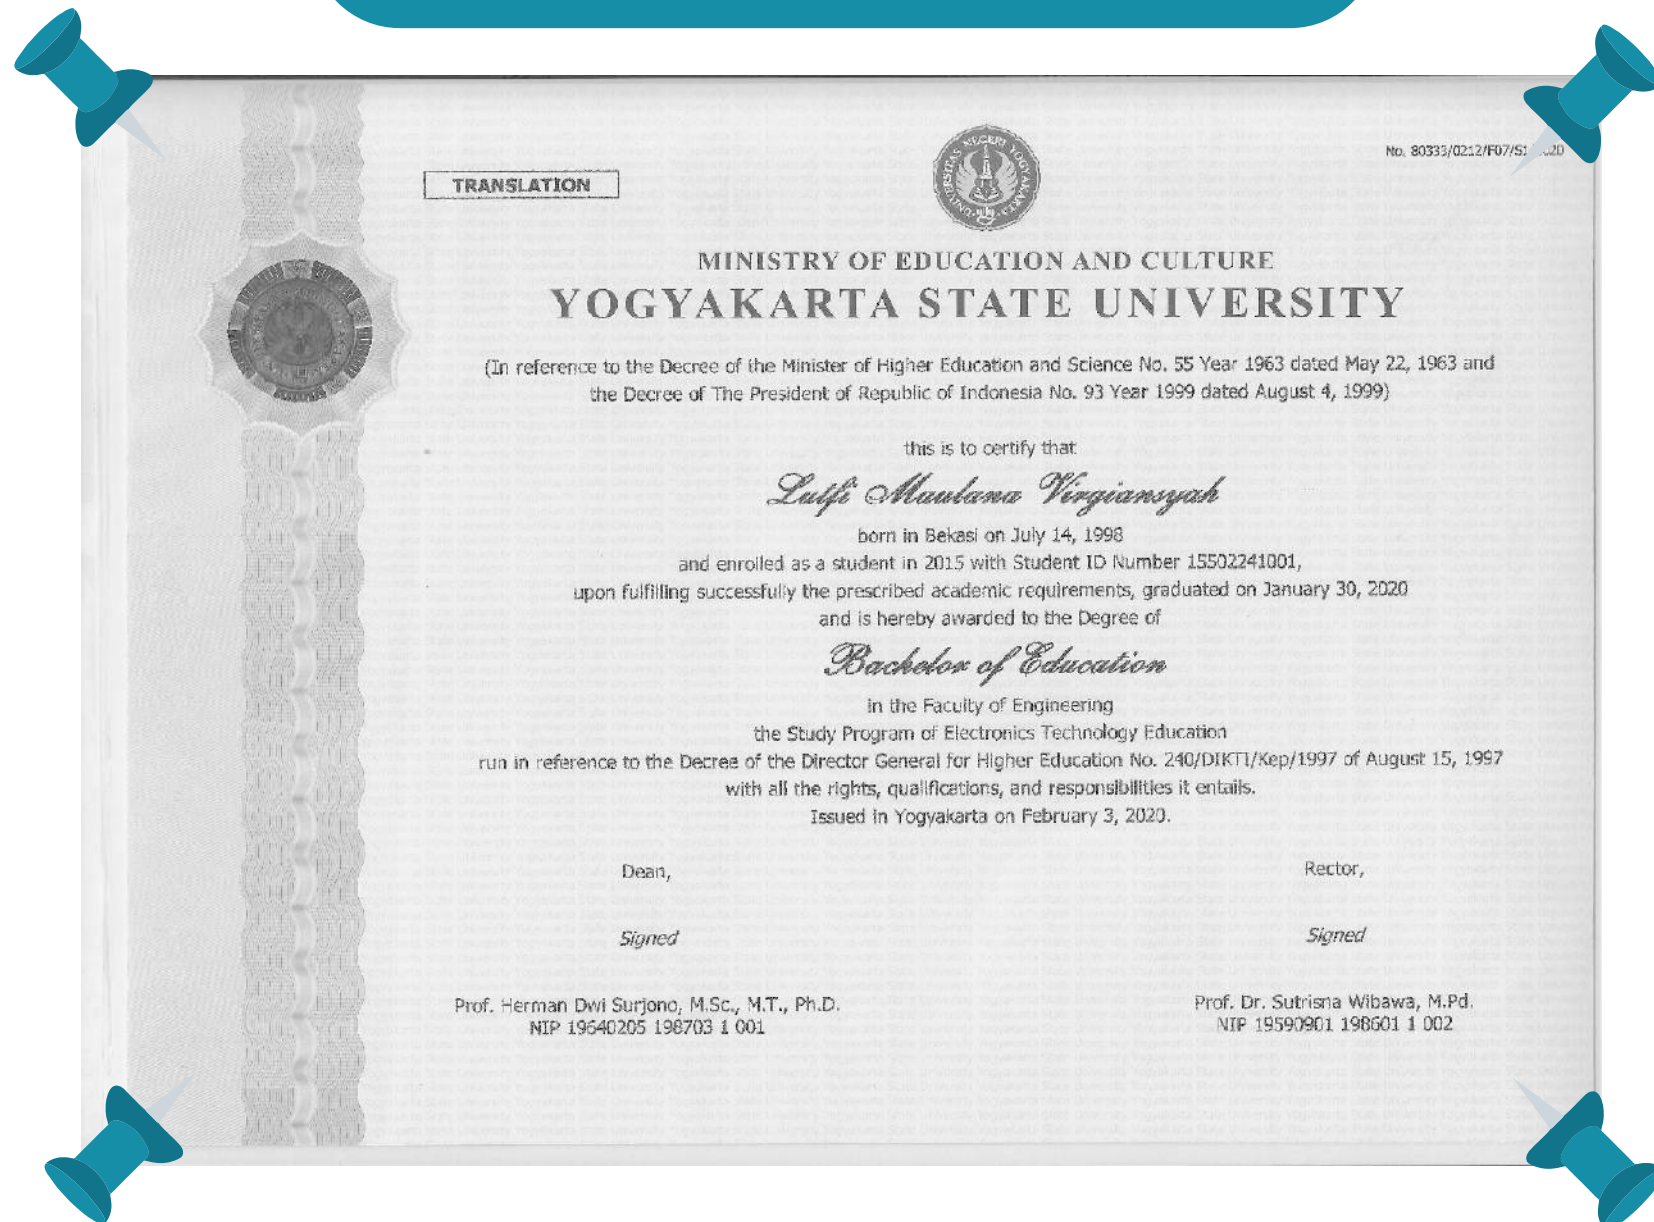 No. 80333/0212/F07/S1
TRANSLATION
UNIVERSITAS NEGERI YOGYAKARTA
MINISTRY OF EDUCATION AND CULTURE
YOGYAKARTA STATE UNIVERSITY
(In reference to the Decree of the Minister of Higher Education and Science No. 55 Year 1963 dated May 22, 1963 and
the Decree of The President of Republic of Indonesia No. 93 Year 1999 dated August 4, 1999)
this is to certify that
Lutfi Maulana Virgiansyah
born in Bekasi on July 14, 1998
and enrolled as a student in 2015 with Student ID Number 15502241001,
upon fulfilling successfully the prescribed academic requirements, graduated on January 30, 2020
and is hereby awarded to the Degree of
Bachelor of Education
in the Faculty of Engineering
the Study Program of Electronics Technology Education
run in reference to the Decree of the Director General for Higher Education No. 240/DIKTI/Kep/1997 of August 15, 1997
with all the rights, qualifications, and responsibilities it entails.
Issued in Yogyakarta on February 3, 2020.
Dean, Rector,
Signed Signed
Prof. Herman Dwi Surjono, M.Sc., M.T., Ph.D. Prof. Dr. Sutrisna Wibawa, M.Pd.
NIP 19640205 198703 1 001 NIP 19590901 198601 1 002